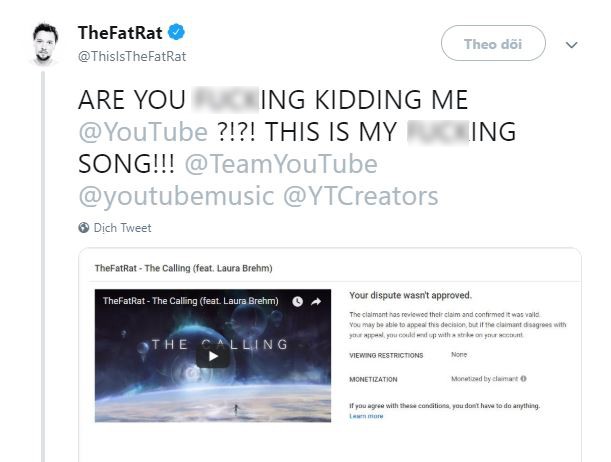 TheFatRat
@ThisIsTheFatRat
Theo dõi
ARE YOU FUCKING KIDDING ME
@YouTube ?!?! THIS IS MY FUCKING
SONG!!! @TeamYouTube
@youtubemusic @YTCreators
Dịch Tweet
TheFatRat - The Calling (feat. Laura Brehm)
TheFatRat - The Calling (feat. Laura Brehm)
THE CALLING
Your dispute wasn't approved.
The claimant has reviewed their claim and confirmed it was valid.
You may be able to appeal this decision, but if the claimant disagrees with
your appeal, you could end up with a strike on your account.
VIEWING RESTRICTIONS None
MONETIZATION Monetized by claimant
If you agree with these conditions, you don't have to do anything.
Learn more